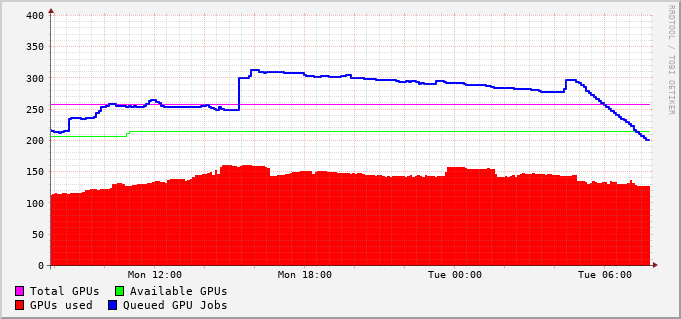 400
350
300
250
200
150
100
50
0
Mon 12:00 Mon 18:00 Tue 00:00 Tue 06:00
Total GPUs Available GPUs
GPUs used Queued GPU Jobs
RRDTOOL / TOBI OETIKER